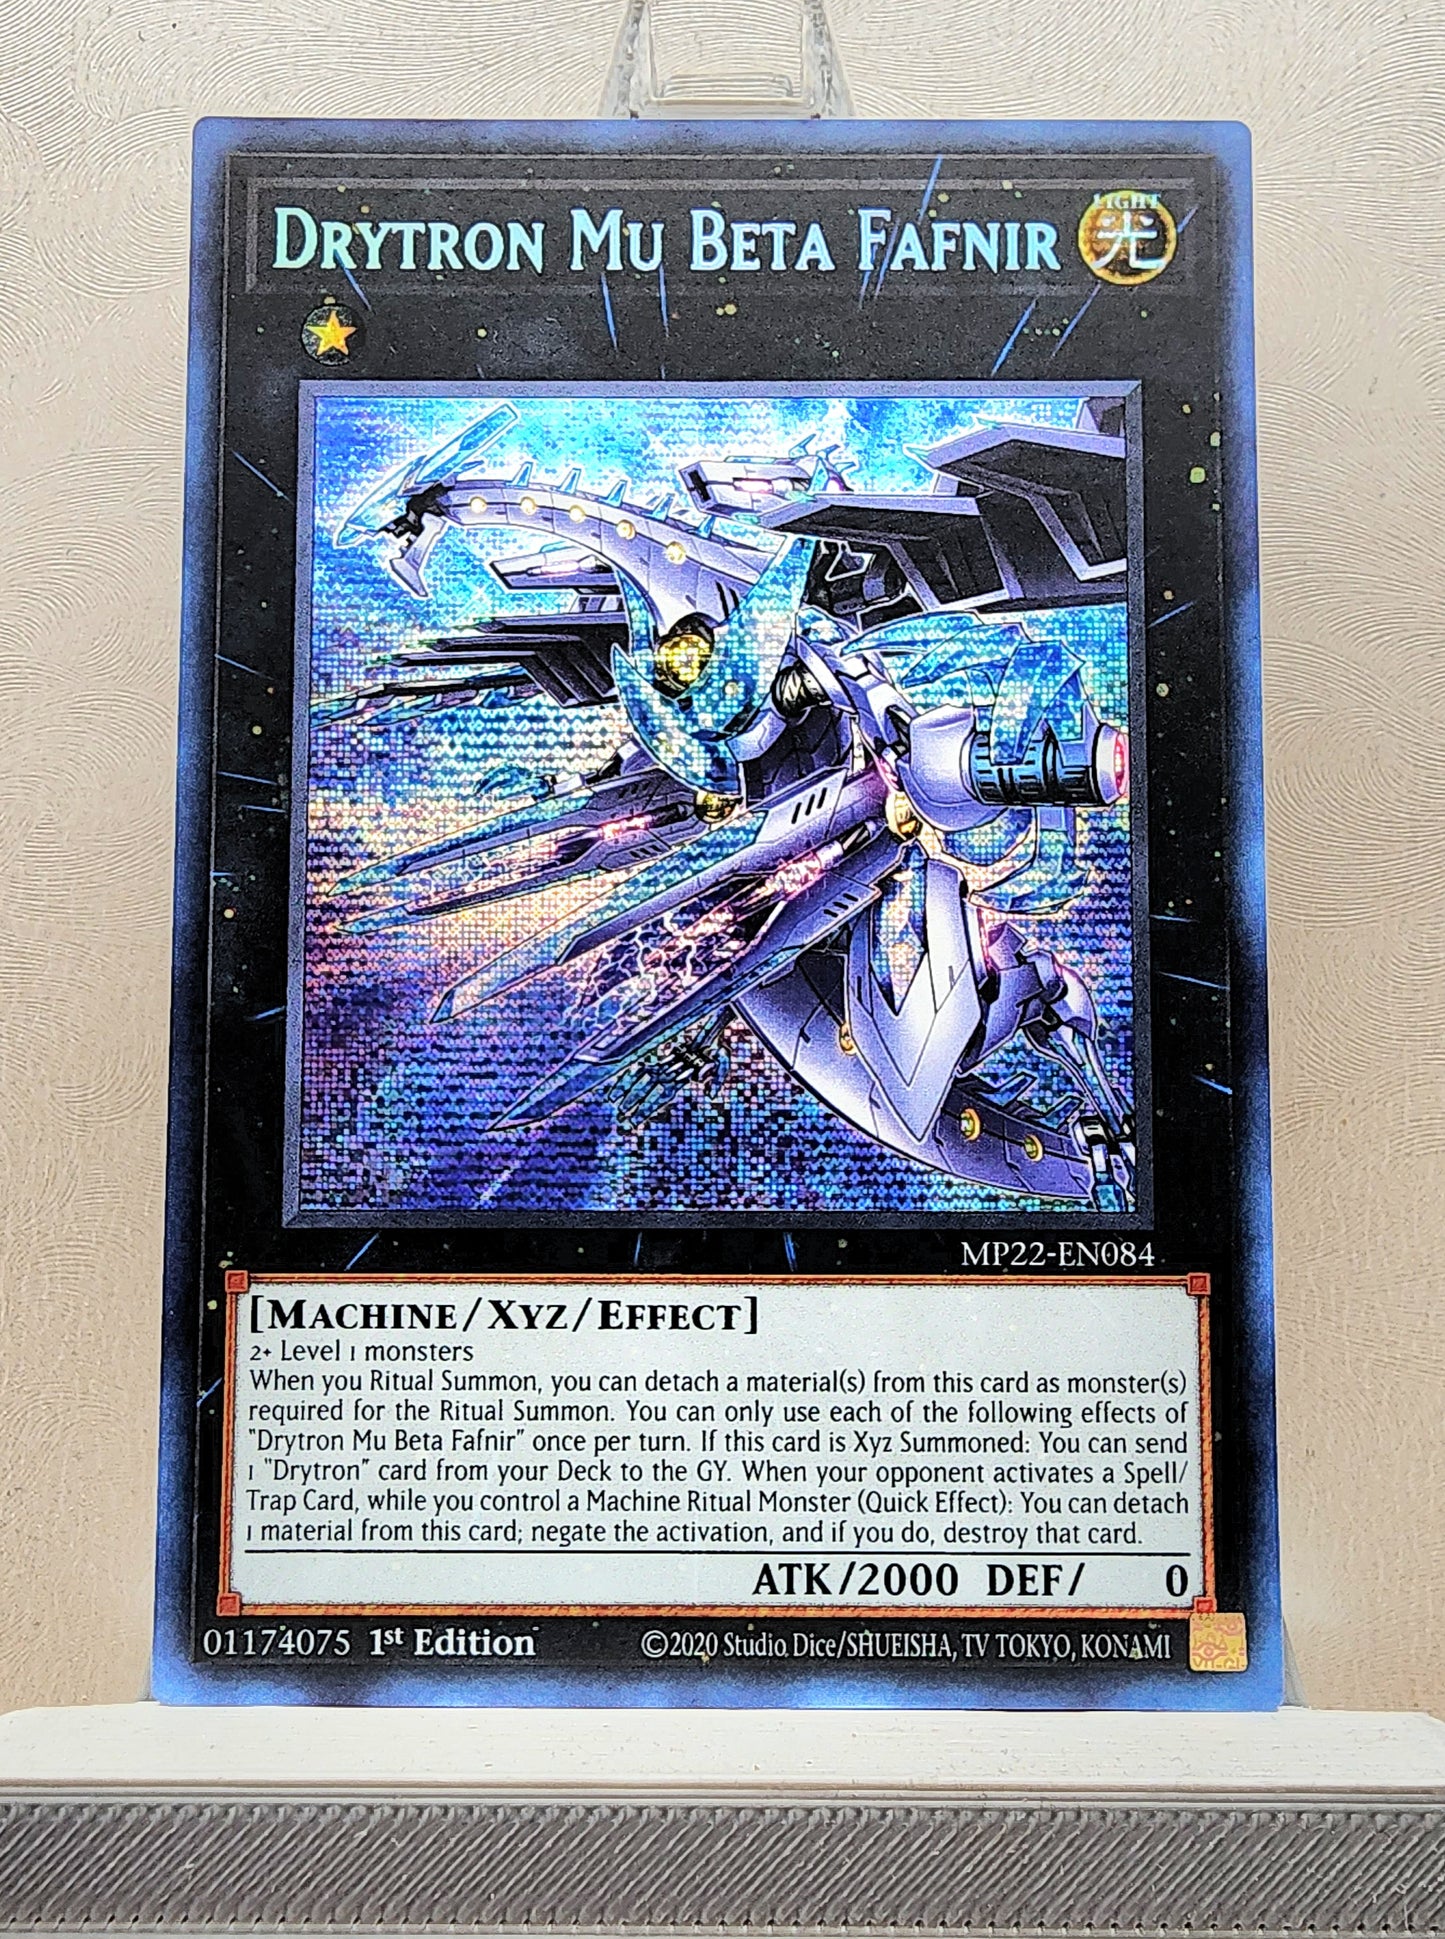 DRYTRON MU BETA FAFNIR
LIGHT
光
MP22-EN084
[MACHINE/XYZ/EFFECT]
2+ Level 1 monsters
When you Ritual Summon, you can detach a material(s) from this card as monster(s)
required for the Ritual Summon. You can only use each of the following effects of
"Drytron Mu Beta Fafnir" once per turn. If this card is Xyz Summoned: You can send
1 "Drytron" card from your Deck to the GY. When your opponent activates a Spell/
Trap Card, while you control a Machine Ritual Monster (Quick Effect): You can detach
1 material from this card; negate the activation, and if you do, destroy that card.
ATK/2000 DEF/ 0
01174075 1st Edition ©2020 Studio Dice/SHUEISHA, TV TOKYO, KONAMI